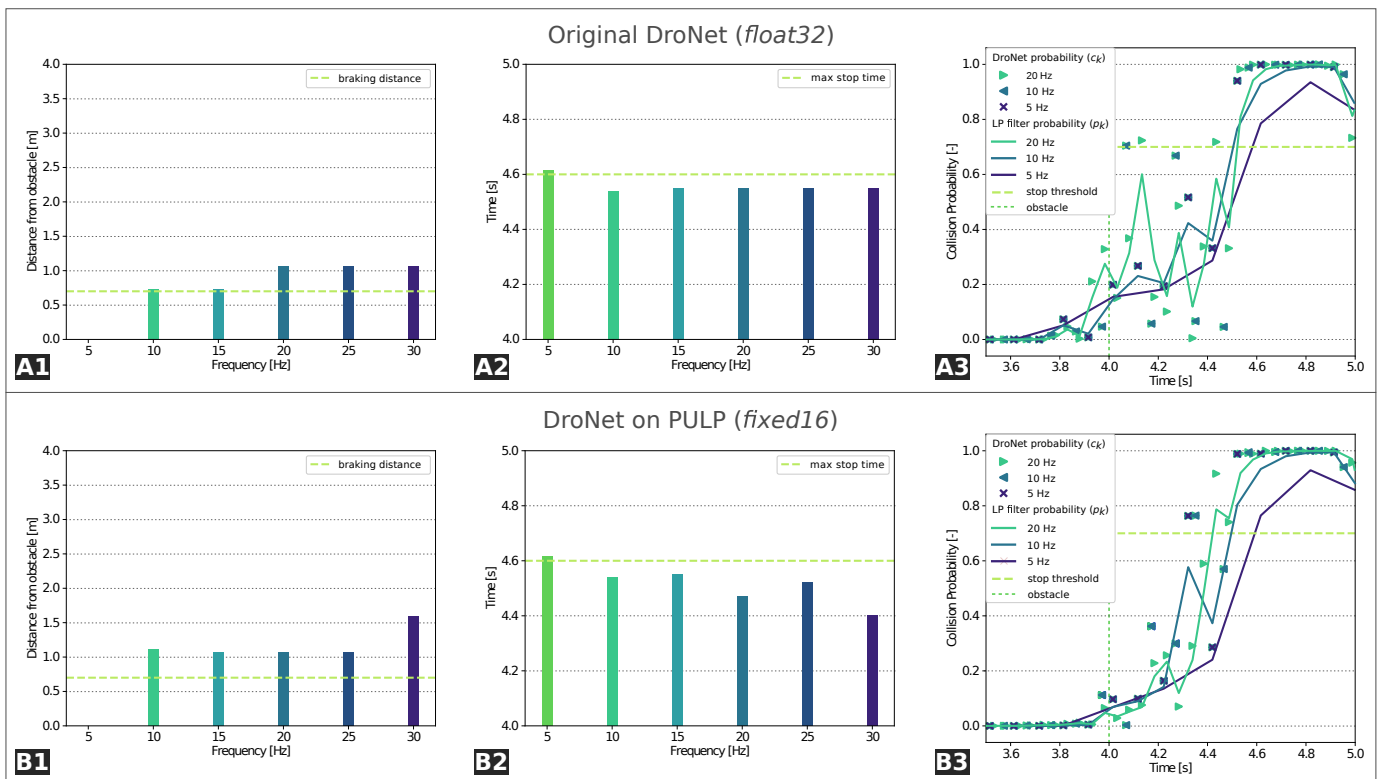 Original DroNet (float32)
4.0
3.5
3.0
2.5
2.0
1.5
1.0
0.5
0.0
Distance from obstacle [m]
braking distance
5 10 15 20 25 30
Frequency [Hz]
A1
5.0
4.8
4.6
4.4
4.2
4.0
Time [s]
max stop time
5 10 15 20 25 30
Frequency [Hz]
A2
1.0
0.8
0.6
0.4
0.2
0.0
Collision Probability [-]
DroNet probability (ck)
20 Hz
10 Hz
5 Hz
LP filter probability (pk)
20 Hz
10 Hz
5 Hz
stop threshold
obstacle
3.6 3.8 4.0 4.2 4.4 4.6 4.8 5.0
Time [s]
A3
DroNet on PULP (fixed16)
4.0
3.5
3.0
2.5
2.0
1.5
1.0
0.5
0.0
Distance from obstacle [m]
braking distance
5 10 15 20 25 30
Frequency [Hz]
B1
5.0
4.8
4.6
4.4
4.2
4.0
Time [s]
max stop time
5 10 15 20 25 30
Frequency [Hz]
B2
1.0
0.8
0.6
0.4
0.2
0.0
Collision Probability [-]
DroNet probability (ck)
20 Hz
10 Hz
5 Hz
LP filter probability (pk)
20 Hz
10 Hz
5 Hz
stop threshold
obstacle
3.6 3.8 4.0 4.2 4.4 4.6 4.8 5.0
Time [s]
B3